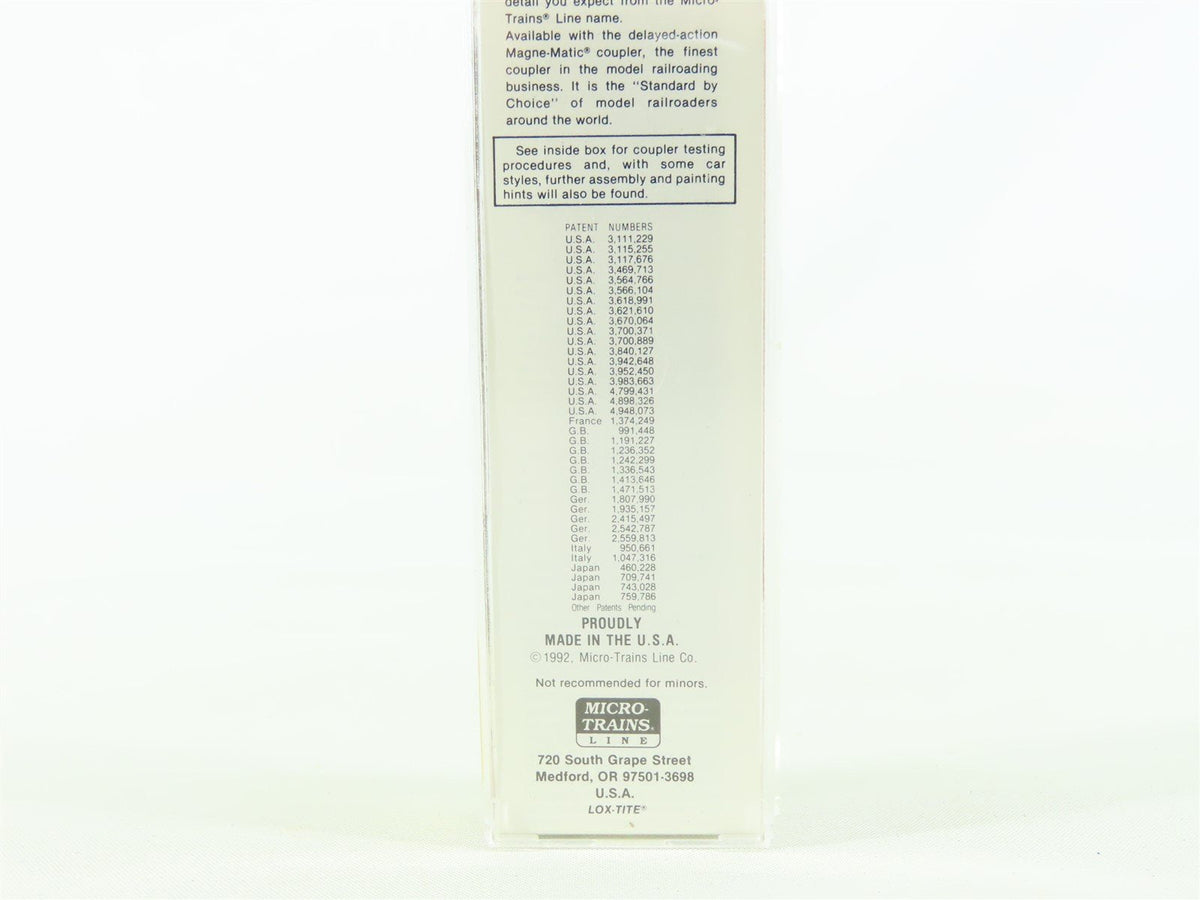 detail you expect from the Micro-
Trains® Line name.
Available with the delayed-action
Magne-Matic® coupler, the finest
coupler in the model railroading
business. It is the "Standard by
Choice" of model railroaders
around the world.
See inside box for coupler testing
procedures and, with some car
styles, further assembly and painting
hints will also be found.
PATENT NUMBERS
U.S.A. 3,111,229
U.S.A. 3,115,255
U.S.A. 3,117,676
U.S.A. 3,469,713
U.S.A. 3,564,766
U.S.A. 3,566,104
U.S.A. 3,618,991
U.S.A. 3,621,610
U.S.A. 3,670,064
U.S.A. 3,700,371
U.S.A. 3,700,889
U.S.A. 3,840,127
U.S.A. 3,942,648
U.S.A. 3,952,450
U.S.A. 3,983,663
U.S.A. 4,799,431
U.S.A. 4,898,326
U.S.A. 4,948,073
France 1,374,249
G.B. 991,448
G.B. 1,191,227
G.B. 1,236,352
G.B. 1,242,299
G.B. 1,336,543
G.B. 1,413,646
G.B. 1,471,513
Ger. 1,807,990
Ger. 1,935,157
Ger. 2,415,497
Ger. 2,542,787
Ger. 2,559,813
Italy 950,661
Italy 1,047,316
Japan 460,228
Japan 709,741
Japan 743,028
Japan 759,786
Other Patents Pending
PROUDLY
MADE IN THE U.S.A.
©1992, Micro-Trains Line Co.
Not recommended for minors.
MICRO-
TRAINS®
LINE
720 South Grape Street
Medford, OR 97501-3698
U.S.A.
LOX-TITE®